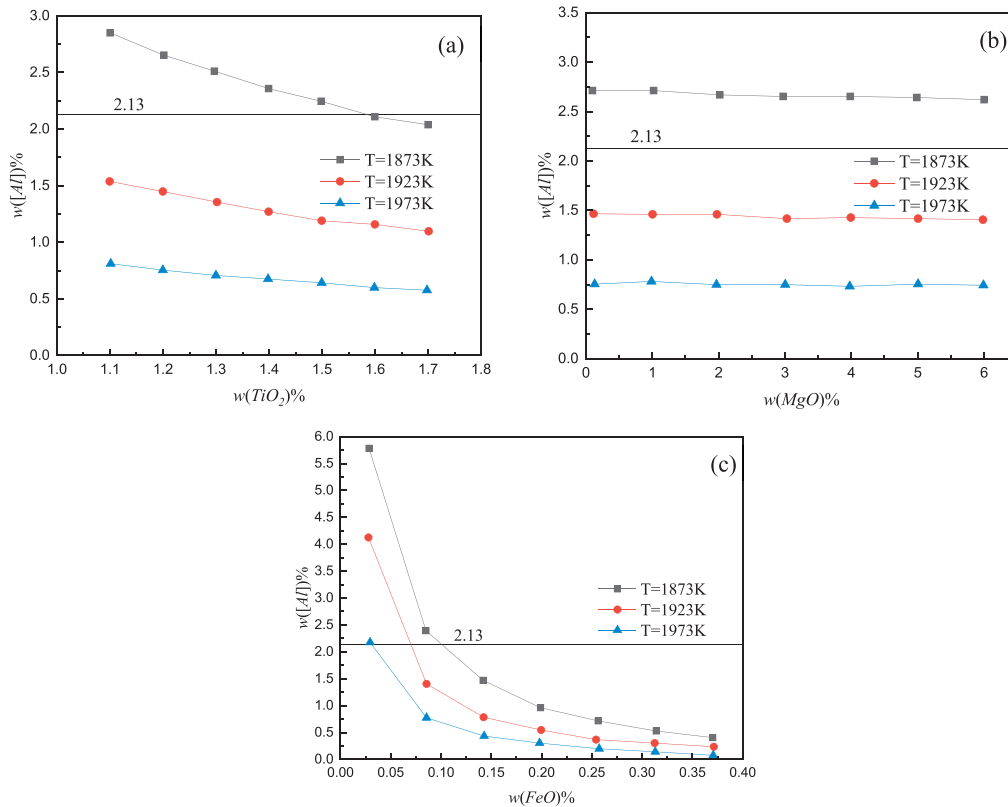 (a)
3.0
2.5
2.0
1.5
1.0
0.5
0.0
w([Al])%
2.13
T=1873K
T=1923K
T=1973K
1.0 1.1 1.2 1.3 1.4 1.5 1.6 1.7 1.8
w(TiO2)%
(b)
3.5
3.0
2.5
2.0
1.5
1.0
0.5
0.0
w([Al])%
2.13
T=1873K
T=1923K
T=1973K
0 1 2 3 4 5 6
w(MgO)%
(c)
6.0
5.5
5.0
4.5
4.0
3.5
3.0
2.5
2.0
1.5
1.0
0.5
0.0
w([Al])%
T=1873K
T=1923K
T=1973K
2.13
0.00 0.05 0.10 0.15 0.20 0.25 0.30 0.35 0.40
w(FeO)%